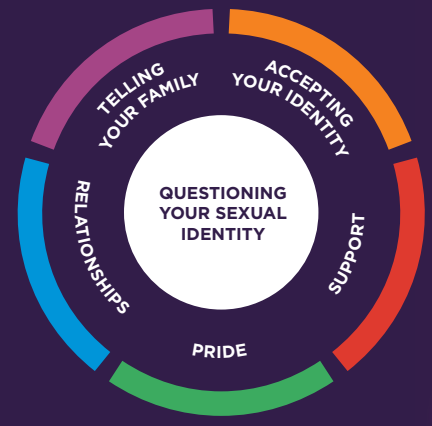 TELLING
YOUR FAMILY
ACCEPTING
YOUR IDENTITY
QUESTIONING
YOUR SEXUAL
IDENTITY
RELATIONSHIPS
SUPPORT
PRIDE